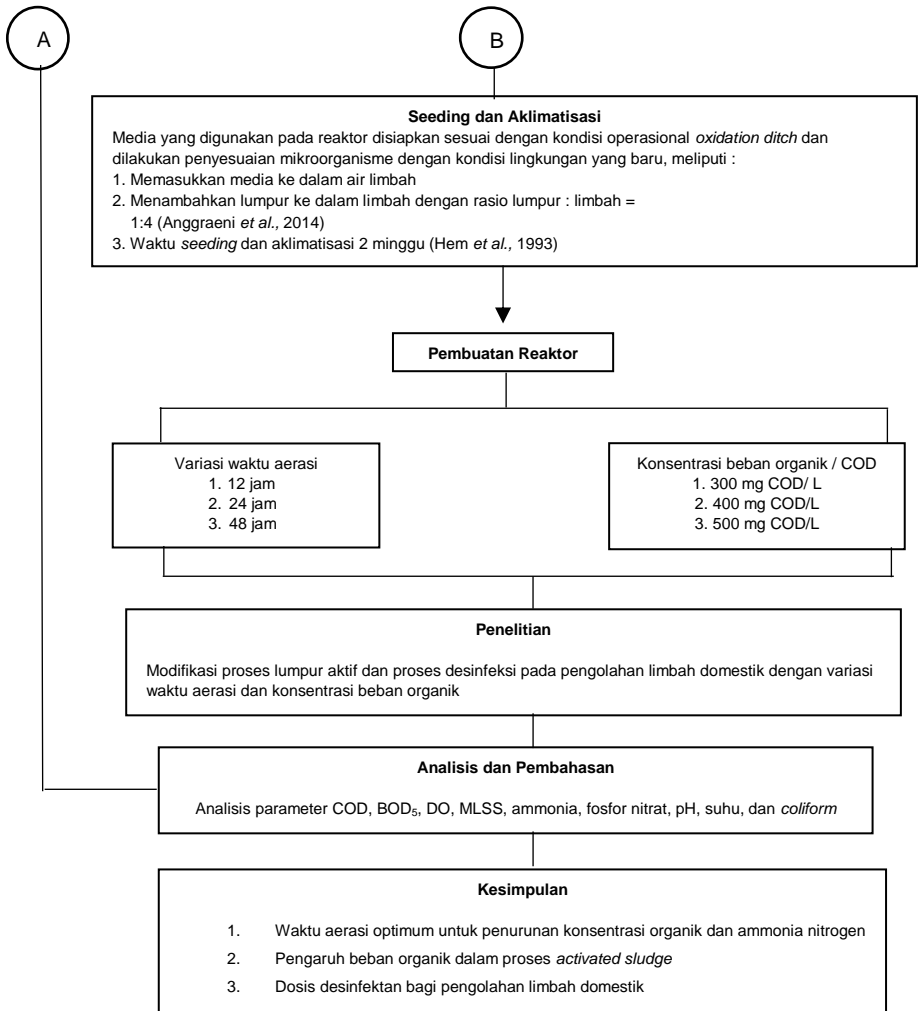 A
B
Seeding dan Aklimatisasi
Media yang digunakan pada reaktor disiapkan sesuai dengan kondisi operasional oxidation ditch dan
dilakukan penyesuaian mikroorganisme dengan kondisi lingkungan yang baru, meliputi :
1. Memasukkan media ke dalam air limbah
2. Menambahkan lumpur ke dalam limbah dengan rasio lumpur : limbah =
1:4 (Anggraeni et al., 2014)
3. Waktu seeding dan aklimatisasi 2 minggu (Hem et al., 1993)
Pembuatan Reaktor
Variasi waktu aerasi
1. 12 jam
2. 24 jam
3. 48 jam
Konsentrasi beban organik / COD
1. 300 mg COD/ L
2. 400 mg COD/L
3. 500 mg COD/L
Penelitian
Modifikasi proses lumpur aktif dan proses desinfeksi pada pengolahan limbah domestik dengan variasi
waktu aerasi dan konsentrasi beban organik
Analisis dan Pembahasan
Analisis parameter COD, BOD₅, DO, MLSS, ammonia, fosfor nitrat, pH, suhu, dan coliform
Kesimpulan
1. Waktu aerasi optimum untuk penurunan konsentrasi organik dan ammonia nitrogen
2. Pengaruh beban organik dalam proses activated sludge
3. Dosis desinfektan bagi pengolahan limbah domestik